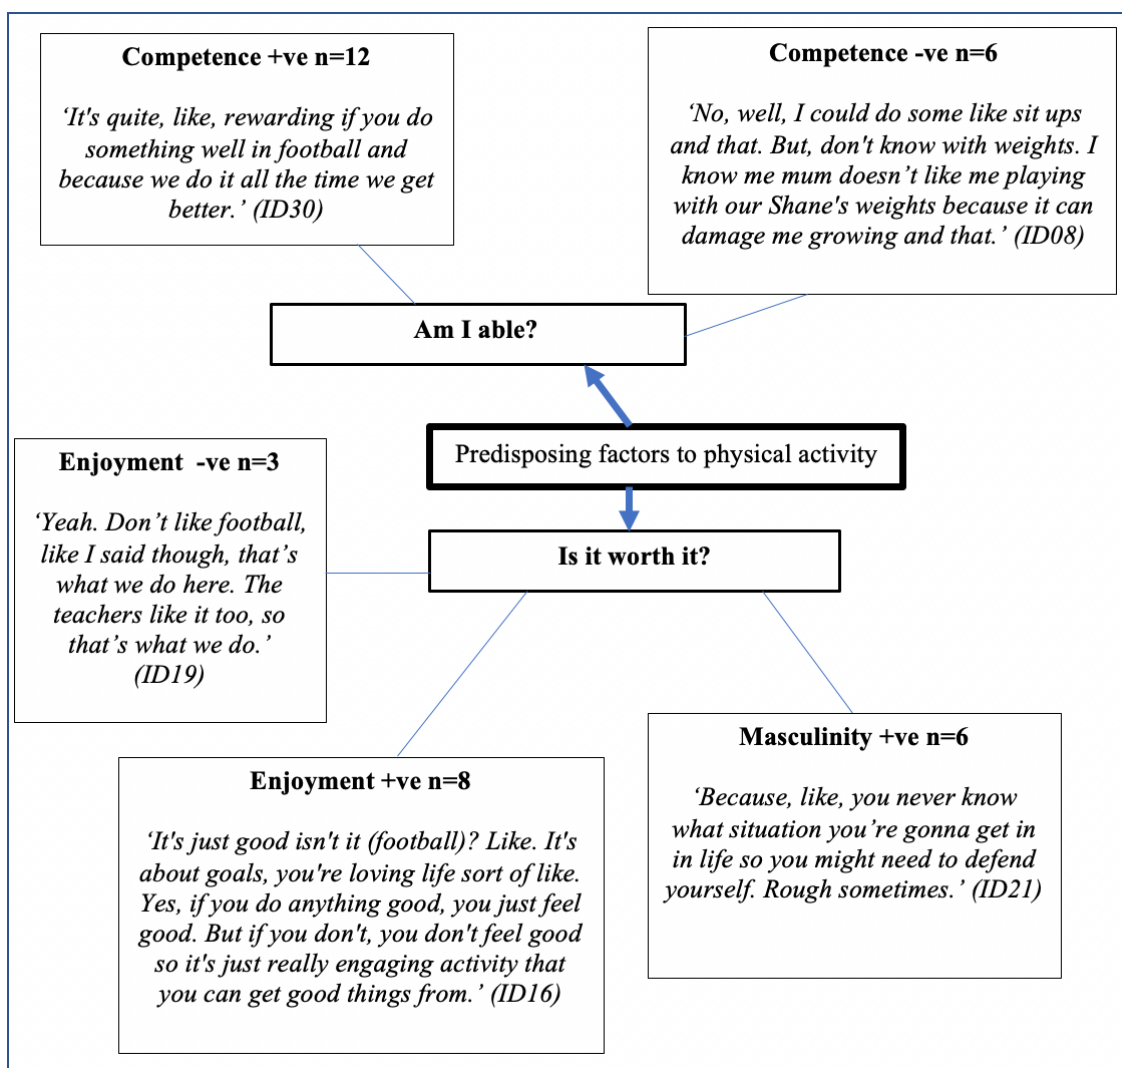 Competence +ve n=12
‘It's quite, like, rewarding if you do
something well in football and
because we do it all the time we get
better.’ (ID30)
Competence -ve n=6
‘No, well, I could do some like sit ups
and that. But, don't know with weights. I
know me mum doesn’t like me playing
with our Shane's weights because it can
damage me growing and that.’ (ID08)
Am I able?
Predisposing factors to physical activity
Enjoyment  -ve n=3
‘Yeah. Don’t like football,
like I said though, that’s
what we do here. The
teachers like it too, so
that’s what we do.’
(ID19)
Is it worth it?
Enjoyment +ve n=8
‘It's just good isn't it (football)? Like. It's
about goals, you're loving life sort of like.
Yes, if you do anything good, you just feel
good. But if you don't, you don't feel good
so it's just really engaging activity that
you can get good things from.’ (ID16)
Masculinity +ve n=6
‘Because, like, you never know
what situation you’re gonna get in
in life so you might need to defend
yourself. Rough sometimes.’ (ID21)